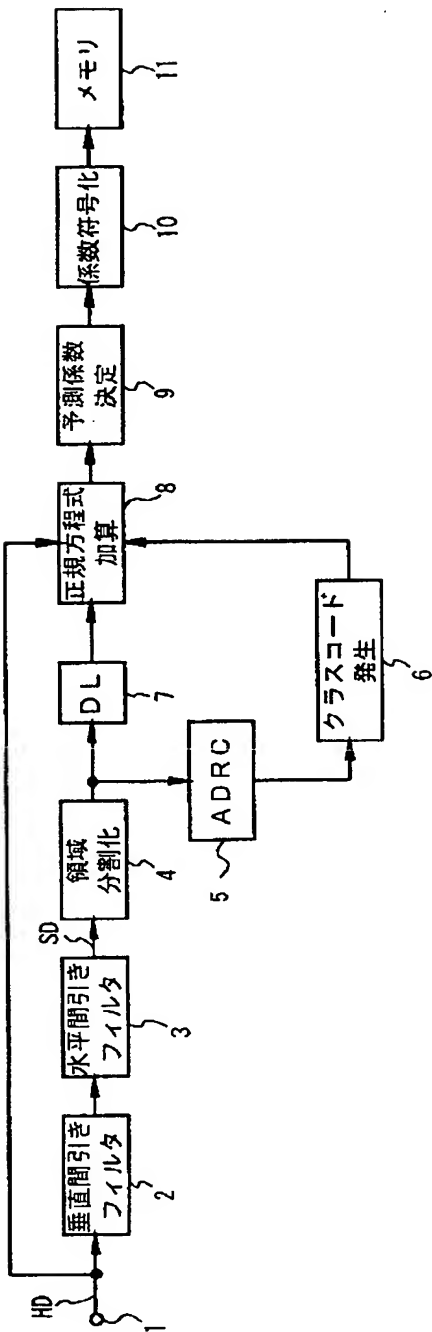 HD
1
垂直間引き
フィルタ
2
水平間引き
フィルタ
3
SD
領域
分割化
4
DL
7
ADRC
5
クラスコード
発生
6
正規方程式
加算
8
予測係数
決定
9
係数符号化
10
メモリ
11